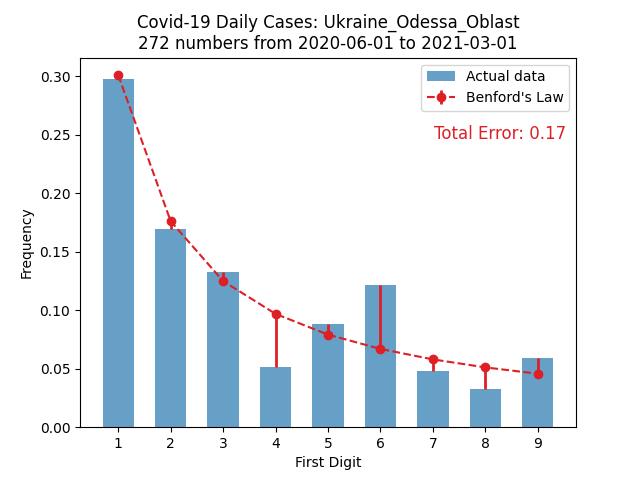 Covid-19 Daily Cases: Ukraine_Odessa_Oblast
272 numbers from 2020-06-01 to 2021-03-01
Actual data
Benford's Law
Total Error: 0.17
Frequency
0.30
0.25
0.20
0.15
0.10
0.05
0.00
1 2 3 4 5 6 7 8 9
First Digit